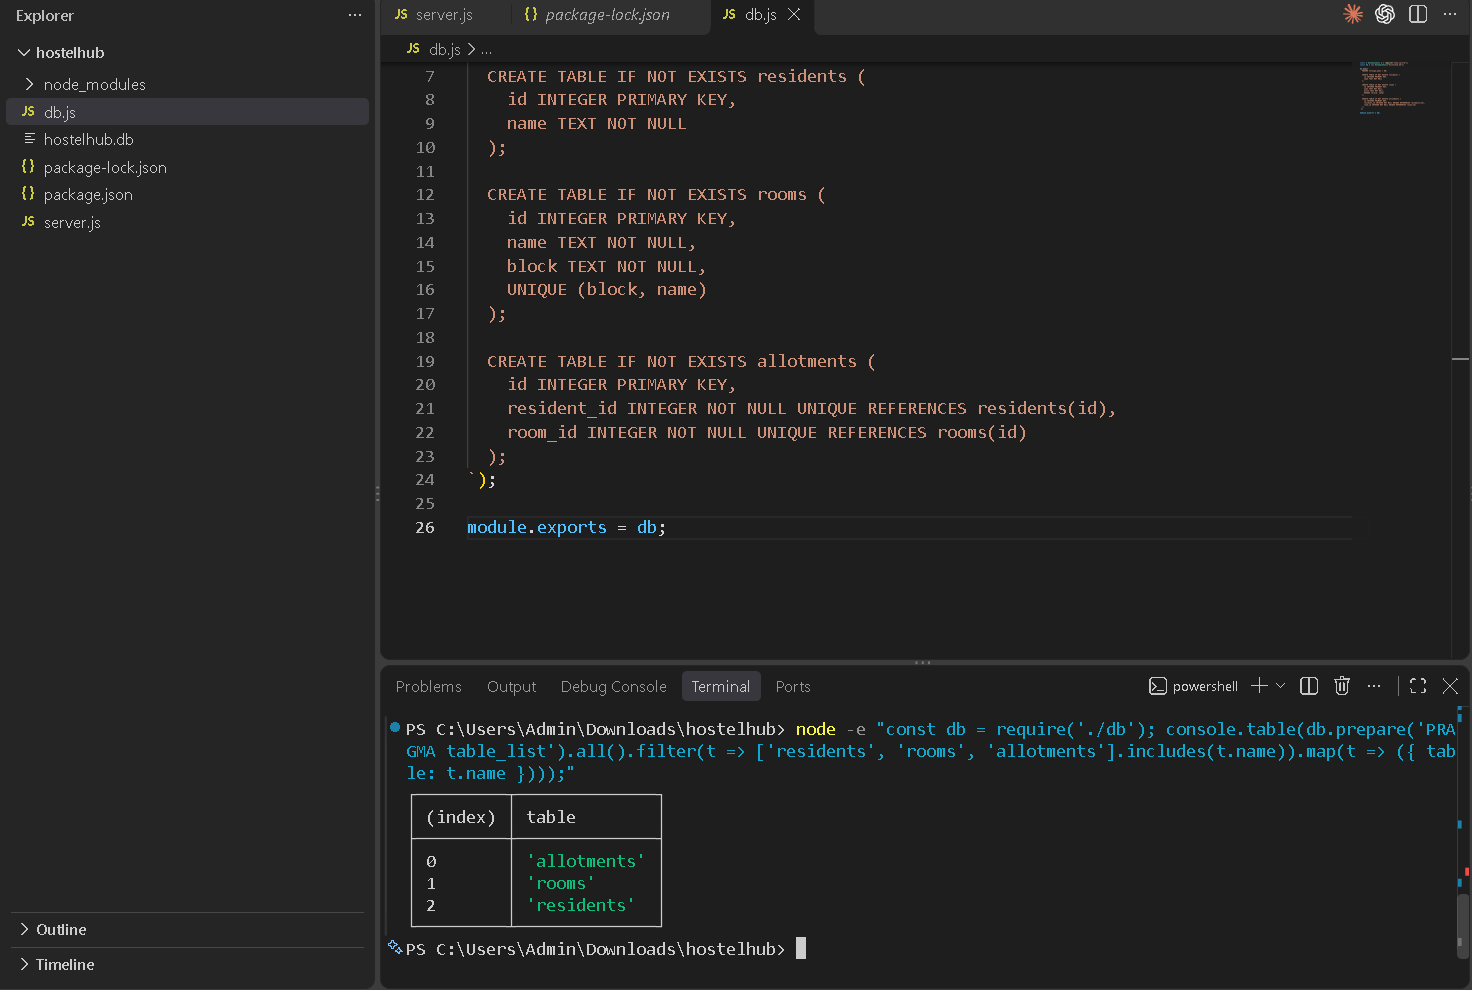 Explorer
hostelhub
node_modules
JS db.js
hostelhub.db
{} package-lock.json
{} package.json
JS server.js
Outline
Timeline
JS server.js
{} package-lock.json
JS db.js
JS db.js > ...
7 CREATE TABLE IF NOT EXISTS residents (
8 id INTEGER PRIMARY KEY,
9 name TEXT NOT NULL
10 );
11
12 CREATE TABLE IF NOT EXISTS rooms (
13 id INTEGER PRIMARY KEY,
14 name TEXT NOT NULL,
15 block TEXT NOT NULL,
16 UNIQUE (block, name)
17 );
18
19 CREATE TABLE IF NOT EXISTS allotments (
20 id INTEGER PRIMARY KEY,
21 resident_id INTEGER NOT NULL UNIQUE REFERENCES residents(id),
22 room_id INTEGER NOT NULL UNIQUE REFERENCES rooms(id)
23 );
24 `);
25
26 module.exports = db;
Problems Output Debug Console Terminal Ports
powershell
PS C:\Users\Admin\Downloads\hostelhub> node -e "const db = require('./db'); console.table(db.prepare('PRA
GMA table_list').all().filter(t => ['residents', 'rooms', 'allotments'].includes(t.name)).map(t => ({ tab
le: t.name })));"
(index) table
0 'allotments'
1 'rooms'
2 'residents'
PS C:\Users\Admin\Downloads\hostelhub>